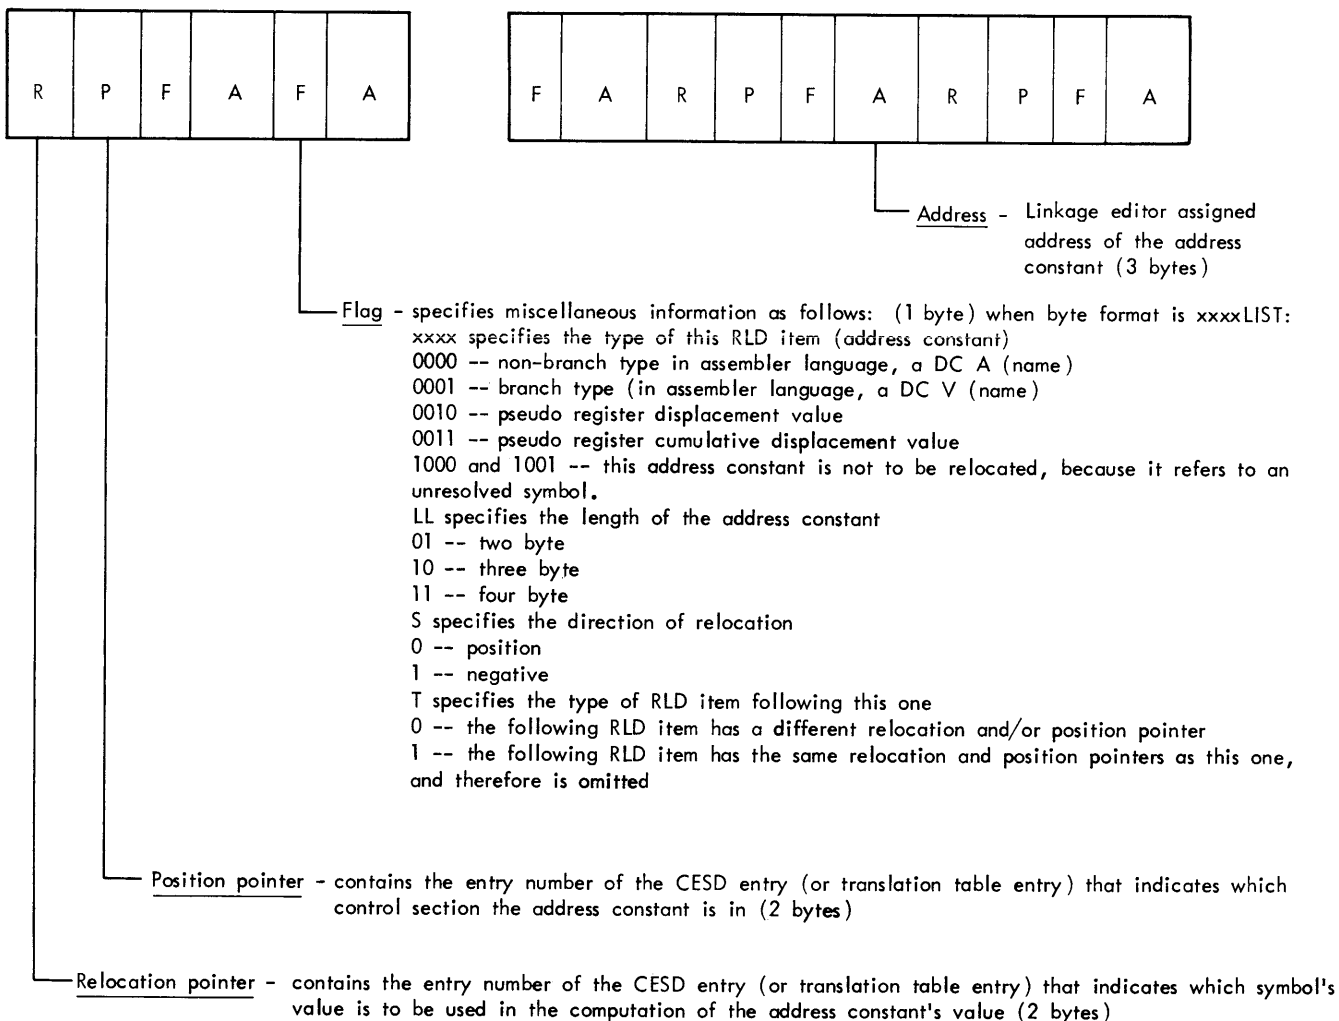 R P F A F A F A R P F A R P F A
Address - Linkage editor assigned
address of the address
constant (3 bytes)
Flag - specifies miscellaneous information as follows: (1 byte) when byte format is xxxxLIST:
xxxx specifies the type of this RLD item (address constant)
0000 -- non-branch type in assembler language, a DC A (name)
0001 -- branch type (in assembler language, a DC V (name)
0010 -- pseudo register displacement value
0011 -- pseudo register cumulative displacement value
1000 and 1001 -- this address constant is not to be relocated, because it refers to an
unresolved symbol.
LL specifies the length of the address constant
01 -- two byte
10 -- three byte
11 -- four byte
S specifies the direction of relocation
0 -- position
1 -- negative
T specifies the type of RLD item following this one
0 -- the following RLD item has a different relocation and/or position pointer
1 -- the following RLD item has the same relocation and position pointers as this one,
and therefore is omitted
Position pointer - contains the entry number of the CESD entry (or translation table entry) that indicates which
control section the address constant is in (2 bytes)
Relocation pointer - contains the entry number of the CESD entry (or translation table entry) that indicates which symbol's
value is to be used in the computation of the address constant's value (2 bytes)